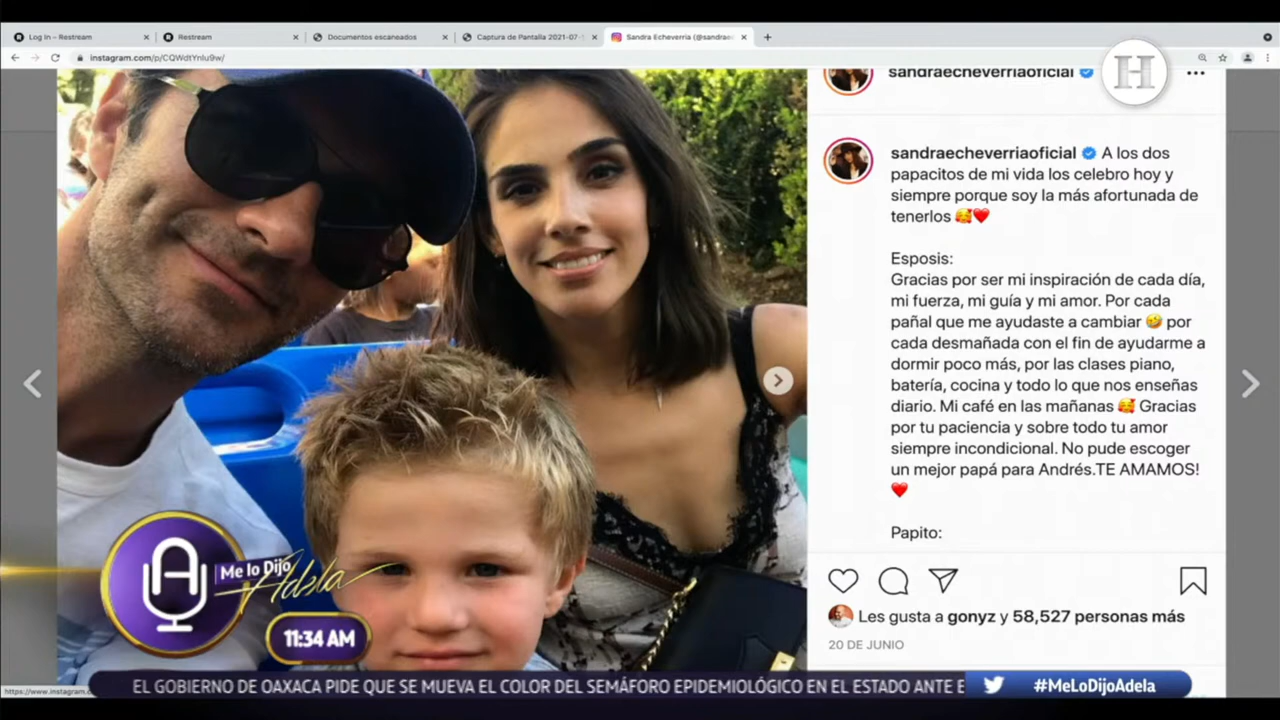 Log In – Restream
Restream
Documentos escaneados
Captura de Pantalla 2021-07-
Sandra Echeverria (@sandrae
instagram.com/p/CQWdtYnlu9w/
H
sandraecheverriaoficial
sandraecheverriaoficial A los dos
papacitos de mi vida los celebro hoy y
siempre porque soy la más afortunada de
tenerlos 🥰❤️
Esposis:
Gracias por ser mi inspiración de cada día,
mi fuerza, mi guía y mi amor. Por cada
pañal que me ayudaste a cambiar 🤣 por
cada desmañada con el fin de ayudarme a
dormir poco más, por las clases piano,
batería, cocina y todo lo que nos enseñas
diario. Mi café en las mañanas 🥰 Gracias
por tu paciencia y sobre todo tu amor
siempre incondicional. No pude escoger
un mejor papá para Andrés.TE AMAMOS!
❤️
Papito:
Les gusta a gonyz y 58,527 personas más
20 DE JUNIO
A
Me lo Dijo
Adela
11:34 AM
https://www.instagram.c
EL GOBIERNO DE OAXACA PIDE QUE SE MUEVA EL COLOR DEL SEMÁFORO EPIDEMIOLÓGICO EN EL ESTADO ANTE E
#MeLoDijoAdela